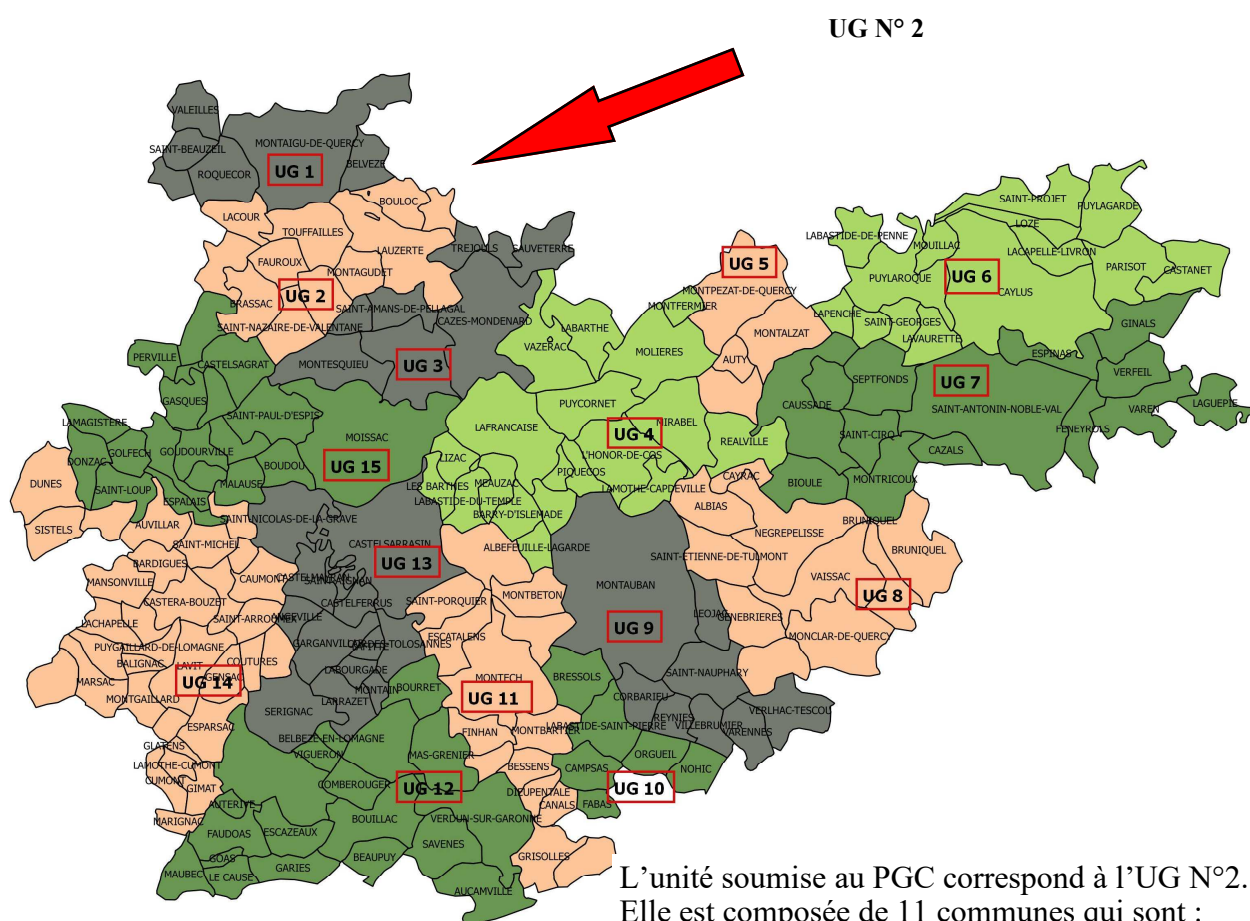 UG N° 2
VALEILLES
MONTAIGU-DE-QUERCY
SAINT-BEAUZEIL
BELVEZE
ROQUECOR
UG 1
BOULOC
LACOUR
TOUFFAILLES
LAUZERTE
TREJOULS
SAUVETERRE
FAUROUX
MONTAGUDET
UG 2
BRASSAC
SAINT-AMANS-DE-PELLAGAL
CAZES-MONDENARD
SAINT-NAZAIRE-DE-VALENTANE
SAINT-PROJET
PUYLAGARDE
LOZE
LABASTIDE-DE-PENNE
MOUILLAC
LACAPELLE-LIVRON
PARISOT
CASTANET
UG 5
PUYLAROQUE
UG 6
CAYLUS
MONTPEZAT-DE-QUERCY
MONTFERMIER
LAPENCHE
SAINT-GEORGES
GINALS
LABARTHE
MONTALZAT
LAVAURETTE
VAZERAC
MOLIERES
AUTY
ESPINAS
PERVILLE
CASTELSAGRAT
MONTESQUIEU
UG 3
SEPTFONDS
UG 7
VERFEIL
GASQUES
PUYCORNET
CAUSSADE
SAINT-ANTONIN-NOBLE-VAL
VAREN
LAGUEPIE
SAINT-PAUL-D'ESPIS
LAMAGISTERE
MOISSAC
LAFRANCAISE
UG 4
MIRABEL
REALVILLE
SAINT-CIRQ
FENEYROLS
GOLFECH
GOUDOURVILLE
DONZAC
BOUDOU
UG 15
LIZAC
L'HONOR-DE-COS
CAZALS
PIQUECOS
DUNES
SAINT-LOUP
MALAUSE
LES BARTHES
MEAUZAC
LAMOTHE-CAPDEVILLE
CAYRAC
BIOULE
MONTRICOUX
ESPALAIS
LABASTIDE-DU-TEMPLE
ALBIAS
BARRY-D'ISLEMADE
SISTELS
AUVILLAR
SAINT-NICOLAS-DE-LA-GRAVE
BRUNIQUEL
NEGREPELISSE
SAINT-MICHEL
CASTELSARRASIN
ALBEFEUILLE-LAGARDE
SAINT-ETIENNE-DE-TULMONT
BRUNIQUEL
BARDIGUES
UG 13
MANSONVILLE
CAUMONT
CASTELMAYRAN
SAINT-AIGNAN
MONTAUBAN
VAISSAC
UG 8
CASTERA-BOUZET
CASTELFERRUS
SAINT-PORQUIER
MONTBETON
LEOJAC
GENEBRIERES
LACHAPELLE
SAINT-ARROUMEX
ANGEVILLE
UG 9
ESCATALENS
MONCLAR-DE-QUERCY
PUYGAILLARD-DE-LOMAGNE
GARGANVILLAR
BALIGNAC
LAVIT
COUTURES
LAFITTE
MARSAC
UG 14
GENSAC
LABOURGADE
MONTECH
BRESSOLS
SAINT-NAUPHARY
MONTGAILLARD
MONTAIN
BOURRET
UG 11
CORBARIEU
VERLHAC-TESCOU
SERIGNAC
LARRAZET
REYNIES
VILLEBRUMIER
VARENNES
ESPARSAC
BELBEZE-EN-LOMAGNE
FINHAN
MONTBARTIER
LABASTIDE-SAINT-PIERRE
GLATENS
VIGUERON
MAS-GRENIER
ORGUEIL
NOHIC
LAMOTHE-CUMONT
BESSENS
CAMPSAS
CUMONT
GIMAT
COMBEROUGER
UG 12
DIEUPENTALE
UG 10
AUTERIVE
CANALS
FABAS
MARIGNAC
FAUDOAS
ESCAZEAUX
BOUILLAC
VERDUN-SUR-GARONNE
GOAS
SAVENES
GRISOLLES
MAUBEC
LE CAUSE
GARIES
BEAUPUY
AUCAMVILLE
L'unité soumise au PGC correspond à l'UG N°2.
Elle est composée de 11 communes qui sont :